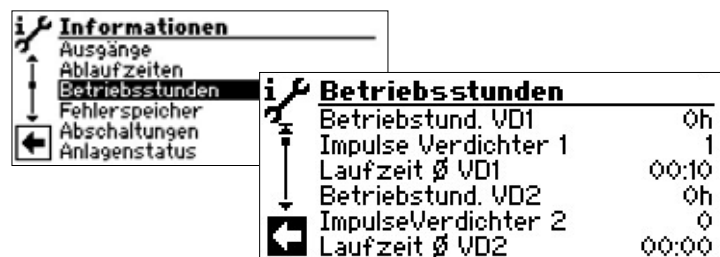 Informationen
Ausgänge
Ablaufzeiten
Betriebsstunden
Fehlerspeicher
Abschaltungen
Anlagenstatus
Betriebsstunden
Betriebstund. VD1 0h
Impulse Verdichter 1 1
Laufzeit Ø VD1 00:10
Betriebstund. VD2 0h
ImpulseVerdichter 2 0
Laufzeit Ø VD2 00:00